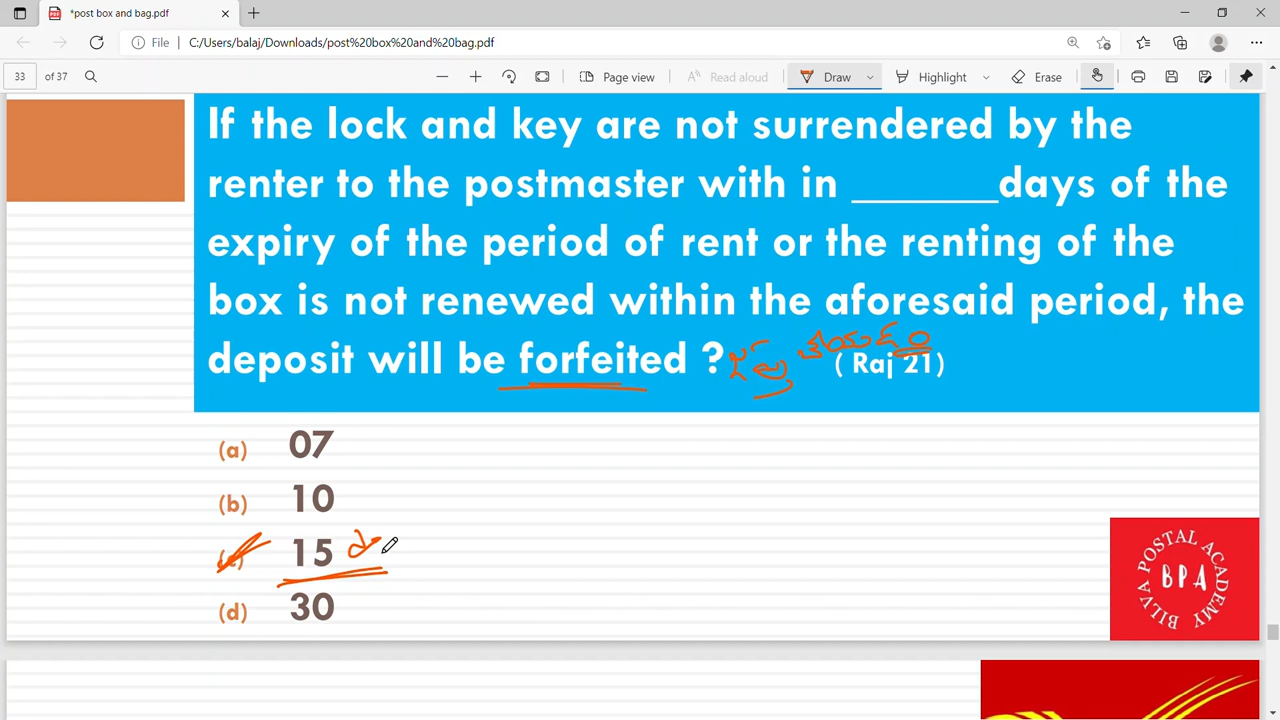 *post box and bag.pdf
File C:/Users/balaj/Downloads/post%20box%20and%20bag.pdf
33 of 37 Page view Read aloud Draw Highlight Erase
If the lock and key are not surrendered by the
renter to the postmaster with in ________days of the
expiry of the period of rent or the renting of the
box is not renewed within the aforesaid period, the
deposit will be forfeited ? ( Raj 21)
(a) 07
(b) 10
15
(d) 30
BILVA POSTAL ACADEMY
BPA